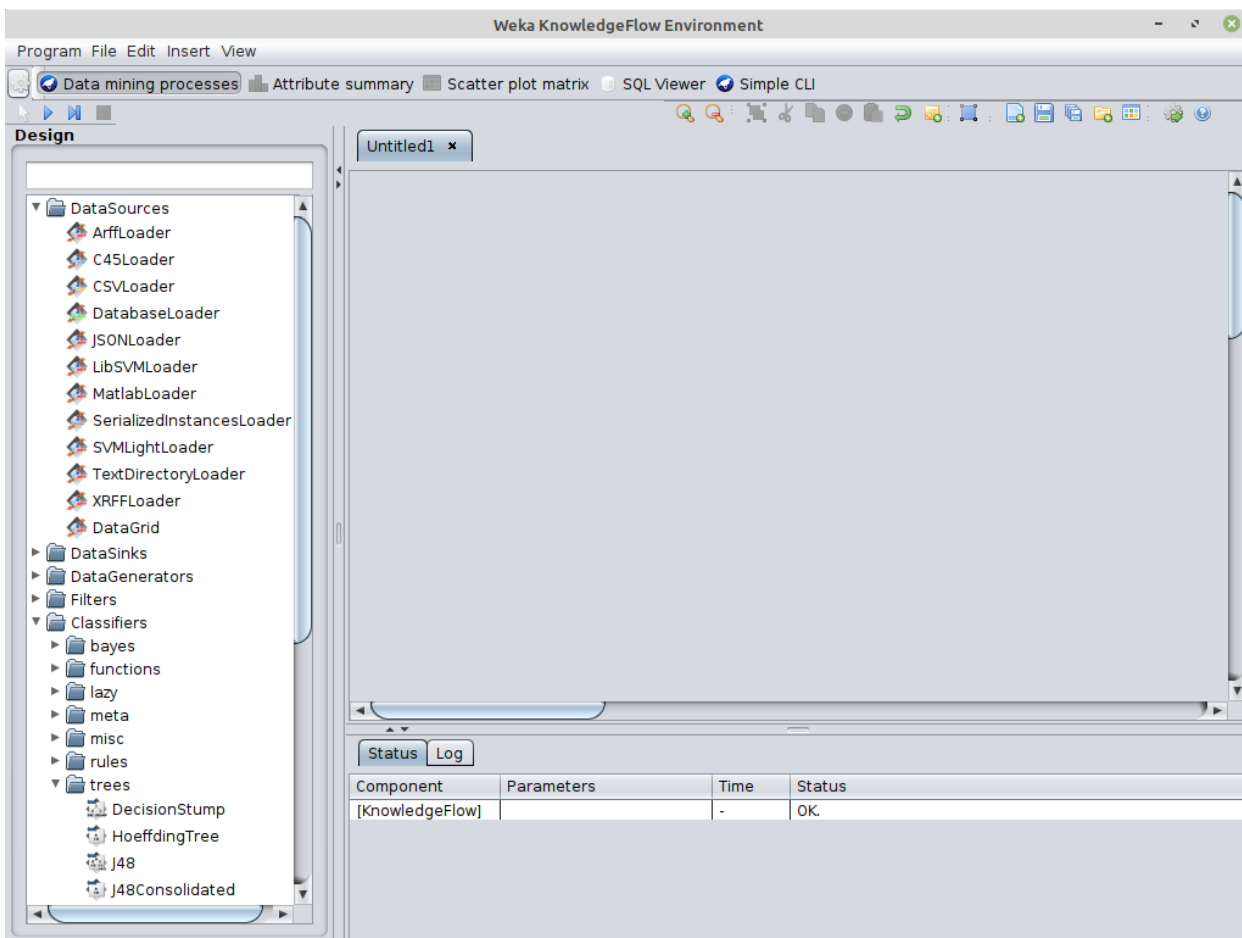 Weka KnowledgeFlow Environment
Program File Edit Insert View
Data mining processes Attribute summary Scatter plot matrix SQL Viewer Simple CLI
Design
Untitled1
DataSources
ArffLoader
C45Loader
CSVLoader
DatabaseLoader
JSONLoader
LibSVMLoader
MatlabLoader
SerializedInstancesLoader
SVMLightLoader
TextDirectoryLoader
XRFFLoader
DataGrid
DataSinks
DataGenerators
Filters
Classifiers
bayes
functions
lazy
meta
misc
rules
trees
DecisionStump
HoeffdingTree
J48
J48Consolidated
Status Log
Component Parameters Time Status
[KnowledgeFlow] - OK.